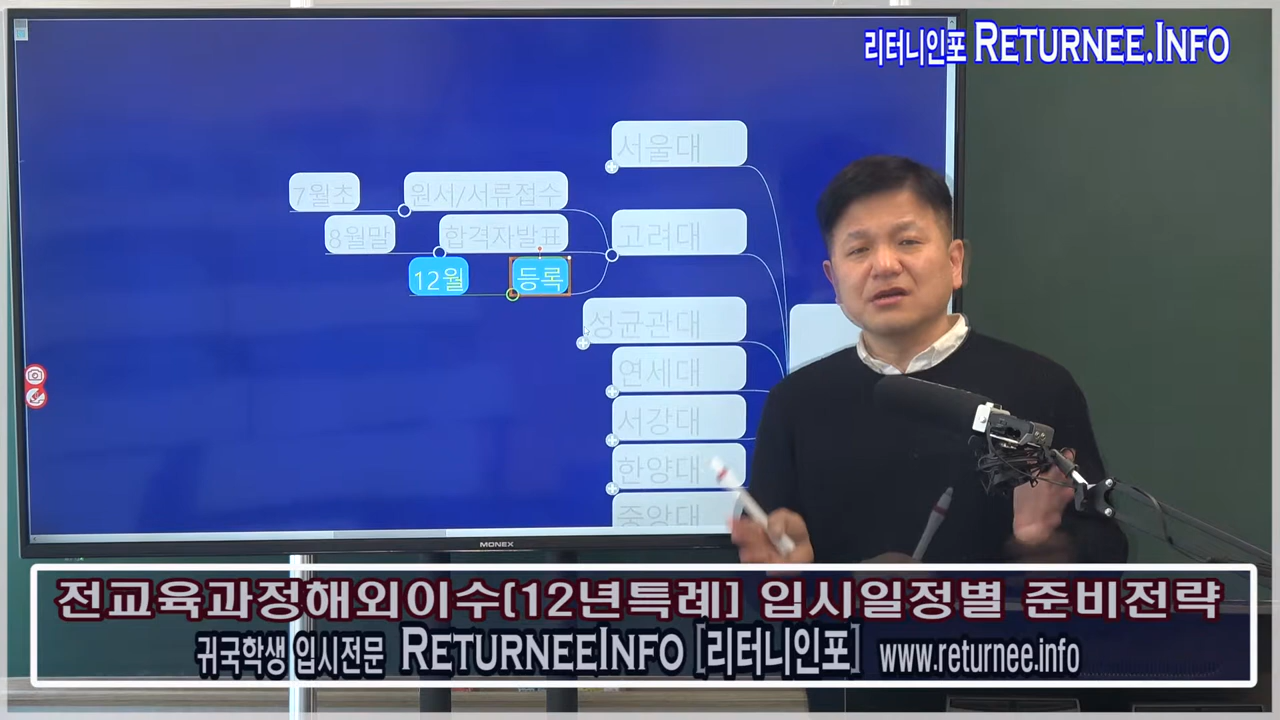 리터니인포 RETURNEE.INFO
서울대
7월초 원서/서류접수
8월말 합격자발표 고려대
12월 등록
성균관대
연세대
서강대
한양대
중앙대
MONEX
전교육과정해외이수(12년특례) 입시일정별 준비전략
귀국학생 입시전문 RETURNEEINFO [리터니인포] www.returnee.info